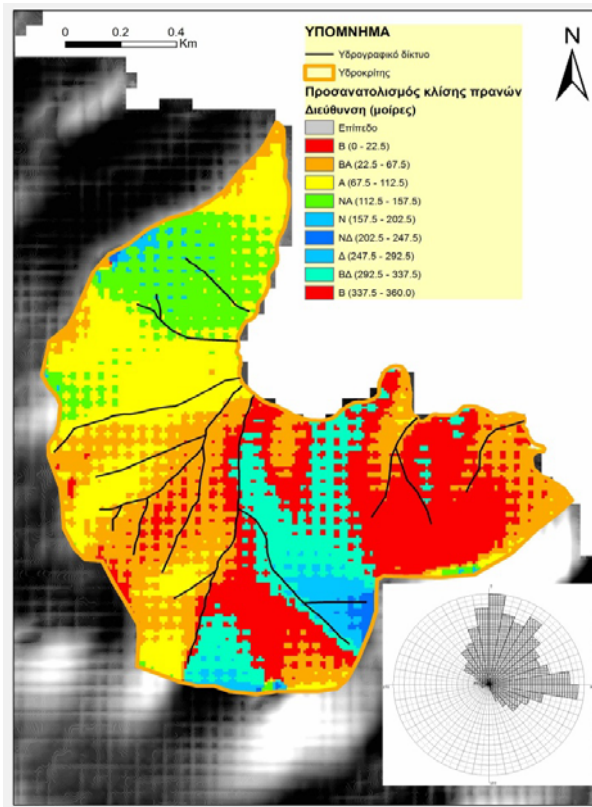 0 0.2 0.4
Km
ΥΠΟΜΝΗΜΑ
Υδρογραφικό δίκτυο
Υδροκρίτης
Προσανατολισμός κλίσης πρανών
Διεύθυνση (μοίρες)
Επίπεδο
Β (0 - 22.5)
ΒΑ (22.5 - 67.5)
Α (67.5 - 112.5)
ΝΑ (112.5 - 157.5)
Ν (157.5 - 202.5)
ΝΔ (202.5 - 247.5)
Δ (247.5 - 292.5)
ΒΔ (292.5 - 337.5)
Β (337.5 - 360.0)
N